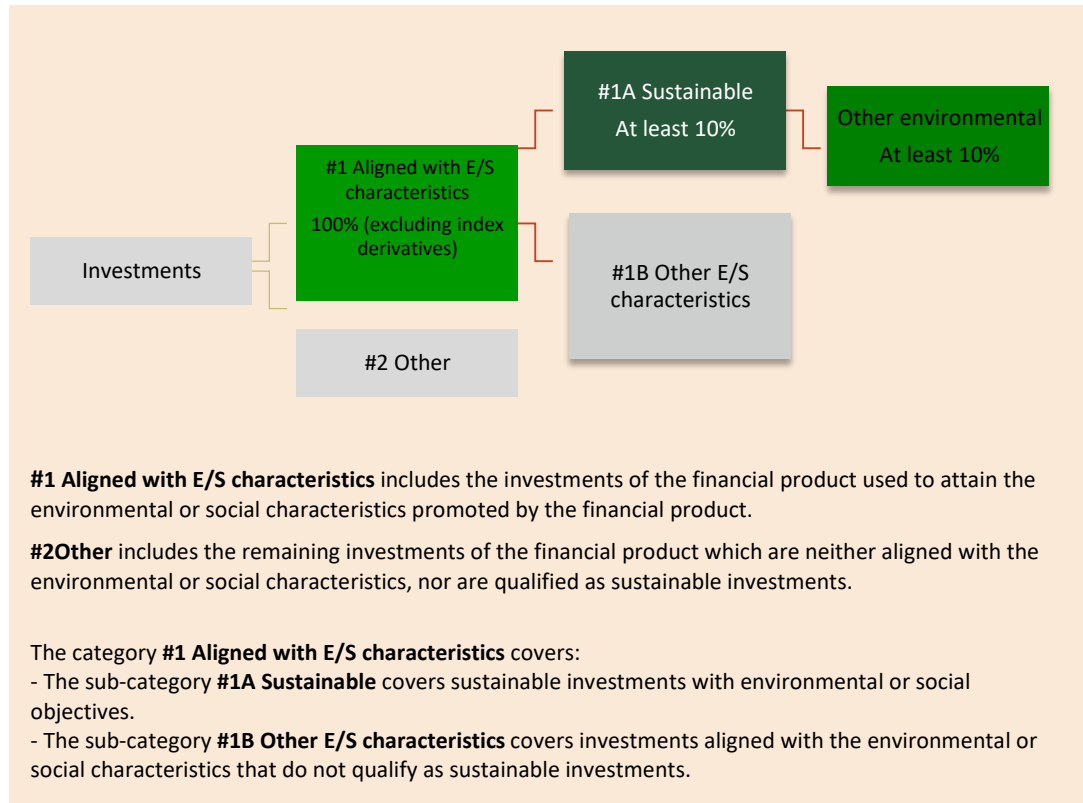 #1A Sustainable
At least 10%
Other environmental
At least 10%
#1 Aligned with E/S
characteristics
100% (excluding index
derivatives)
Investments
#1B Other E/S
characteristics
#2 Other
#1 Aligned with E/S characteristics includes the investments of the financial product used to attain the
environmental or social characteristics promoted by the financial product.
#2Other includes the remaining investments of the financial product which are neither aligned with the
environmental or social characteristics, nor are qualified as sustainable investments.
The category #1 Aligned with E/S characteristics covers:
- The sub-category #1A Sustainable covers sustainable investments with environmental or social
objectives.
- The sub-category #1B Other E/S characteristics covers investments aligned with the environmental or
social characteristics that do not qualify as sustainable investments.